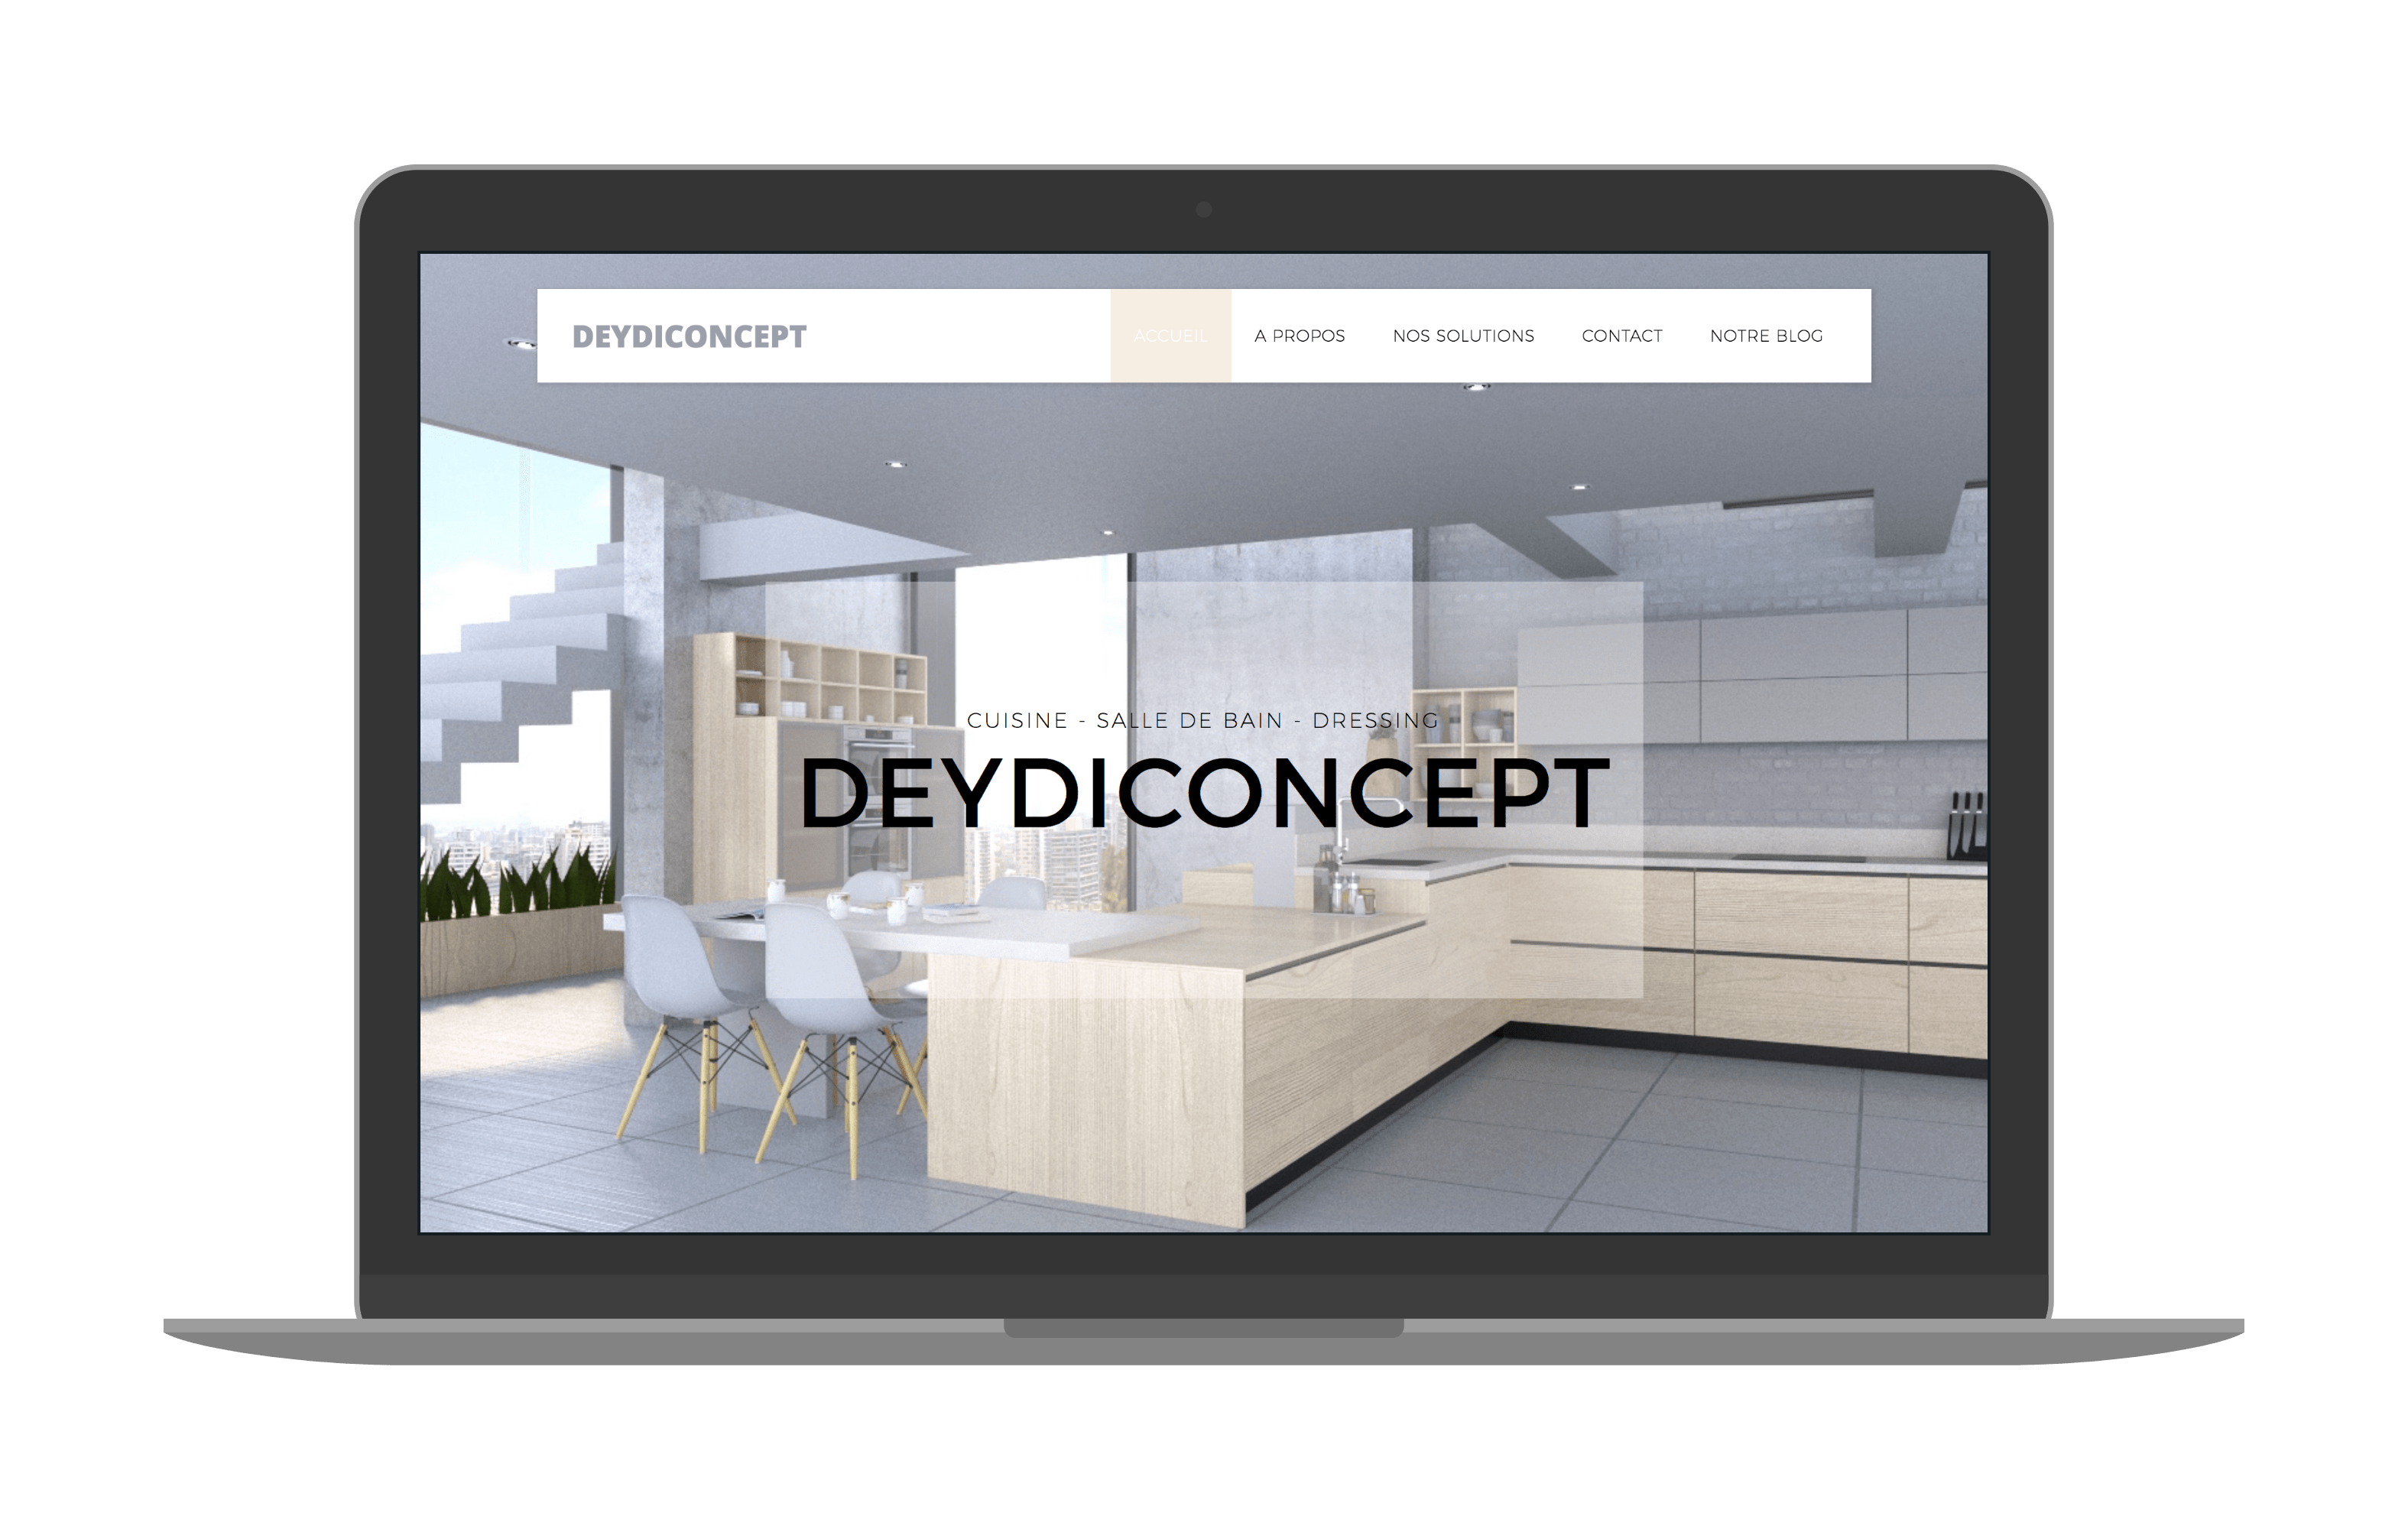 DEYDICONCEPT
ACCUEIL
A PROPOS
NOS SOLUTIONS
CONTACT
NOTRE BLOG
CUISINE - SALLE DE BAIN - DRESSING
DEYDICONCEPT